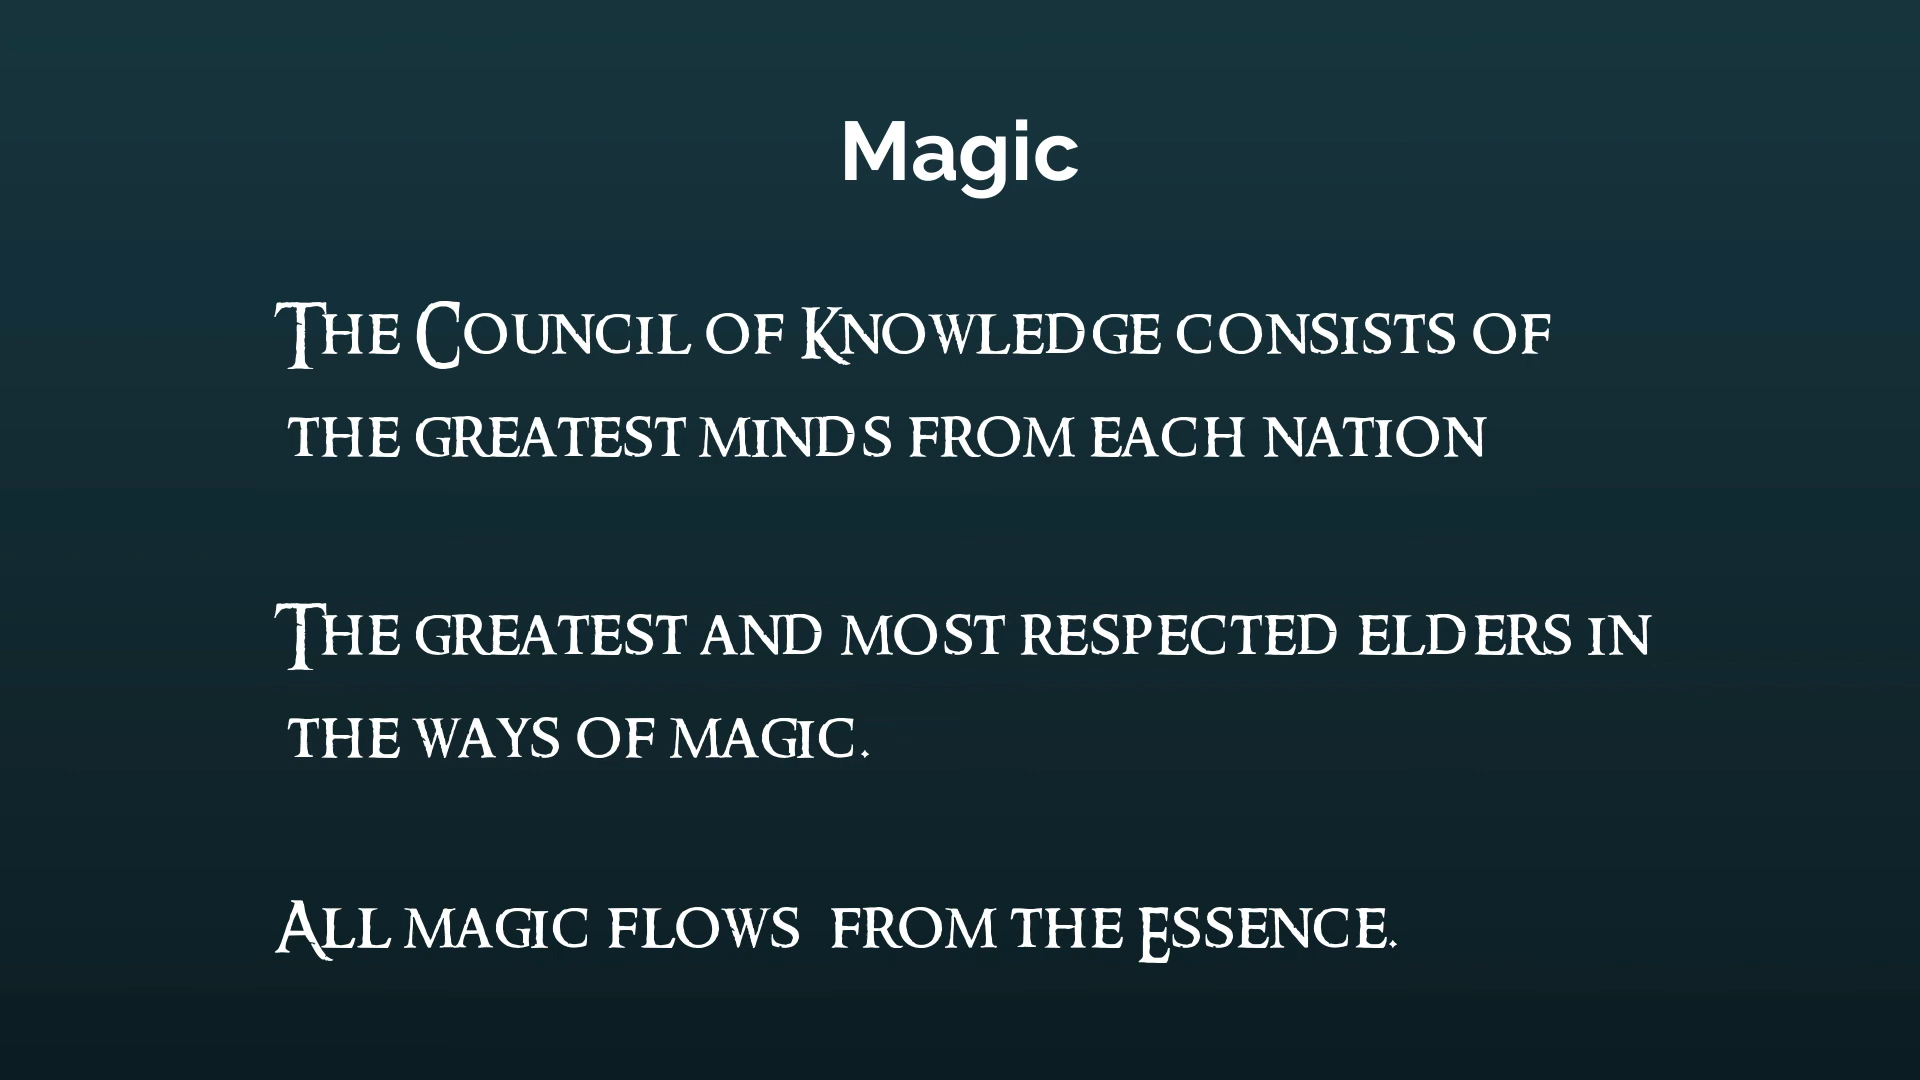 Magic
The Council of Knowledge consists of
the greatest minds from each nation
The greatest and most respected elders in
the ways of magic.
All magic flows from the Essence.